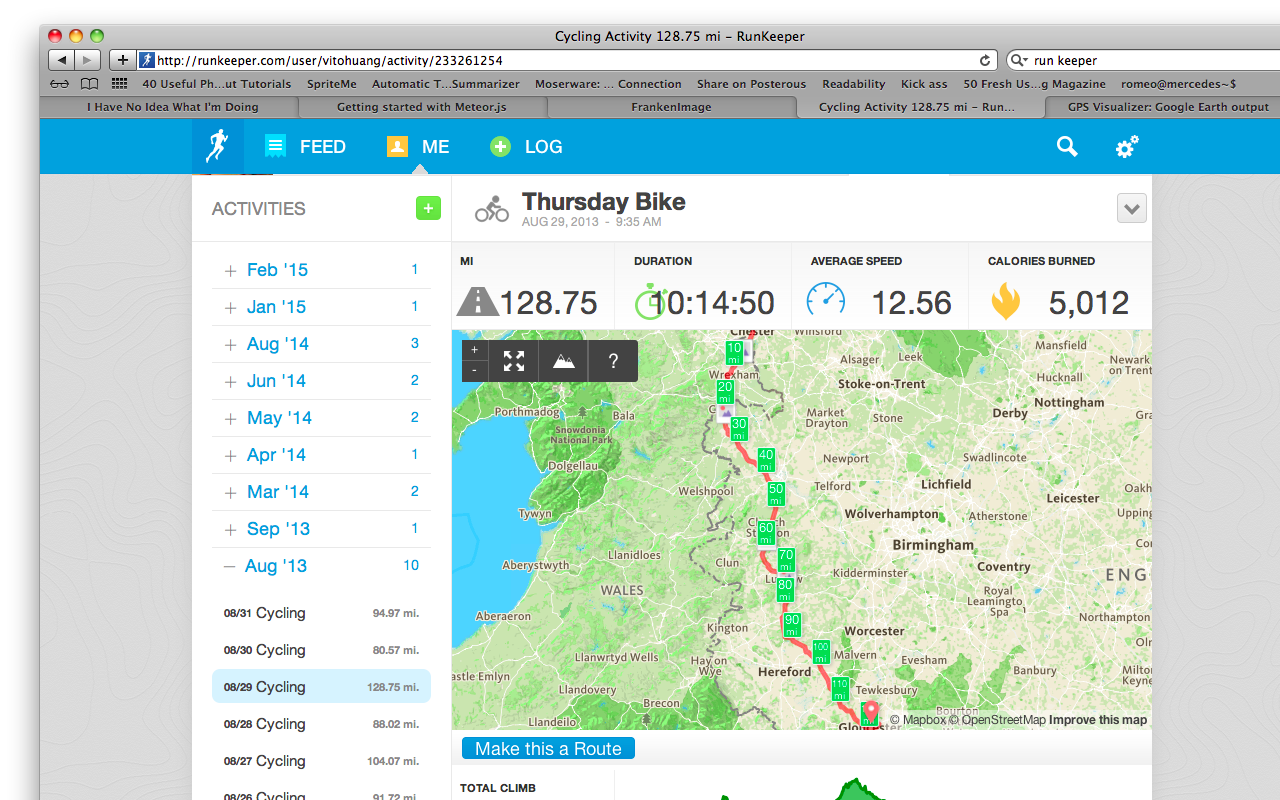 Cycling Activity 128.75 mi - RunKeeper
http://runkeeper.com/user/vitohuang/activity/233261254
run keeper
40 Useful Ph...ut Tutorials SpriteMe Automatic T...Summarizer Moserware: ... Connection Share on Posterous Readability Kick ass 50 Fresh Us...g Magazine romeo@mercedes~$
I Have No Idea What I'm Doing Getting started with Meteor.js FrankenImage Cycling Activity 128.75 mi - Run... GPS Visualizer: Google Earth output
FEED ME LOG
ACTIVITIES
+
Thursday Bike
AUG 29, 2013 - 9:35 AM
+ Feb '15 1
+ Jan '15 1
+ Aug '14 3
+ Jun '14 2
+ May '14 2
+ Apr '14 1
+ Mar '14 2
+ Sep '13 1
− Aug '13 10
08/31 Cycling 94.97 mi.
08/30 Cycling 80.57 mi.
08/29 Cycling 128.75 mi.
08/28 Cycling 88.02 mi.
08/27 Cycling 104.07 mi.
08/26 Cycling 91.72 mi.
MI DURATION AVERAGE SPEED CALORIES BURNED
128.75 10:14:50 12.56 5,012
+
-
?
Chester
Winsford
10 mi
Mansfield
Alsager
Leek
Newark
on Trent
Wrexham
Hucknall
Stoke-on-Trent
20 mi
Nottingham
Porthmadog
Bala
Market
Drayton
Stone
Derby
Snowdonia
National Park
30 mi
Dolgellau
40 mi
Newport
Swadlincote
Welshpool
50 mi
Telford
Lichfield
Leicester
Tywyn
Wolverhampton
Atherstone
60 mi
Birmingham
Llanidloes
Aberystwyth
Clun
70 mi
Kidderminster
Coventry
WALES
80 mi
Royal
Leamington
Spa
Aberaeron
Kington
90 mi
Worcester
Northampton
Llanwrtyd Wells
Hay on
Wye
100 mi
Malvern
Evesham
Hereford
Banbury
Milton
Keyne
Llandovery
110 mi
Tewkesbury
Brecon
Bourton
Llandeilo
© Mapbox © OpenStreetMap Improve this map
Make this a Route
TOTAL CLIMB